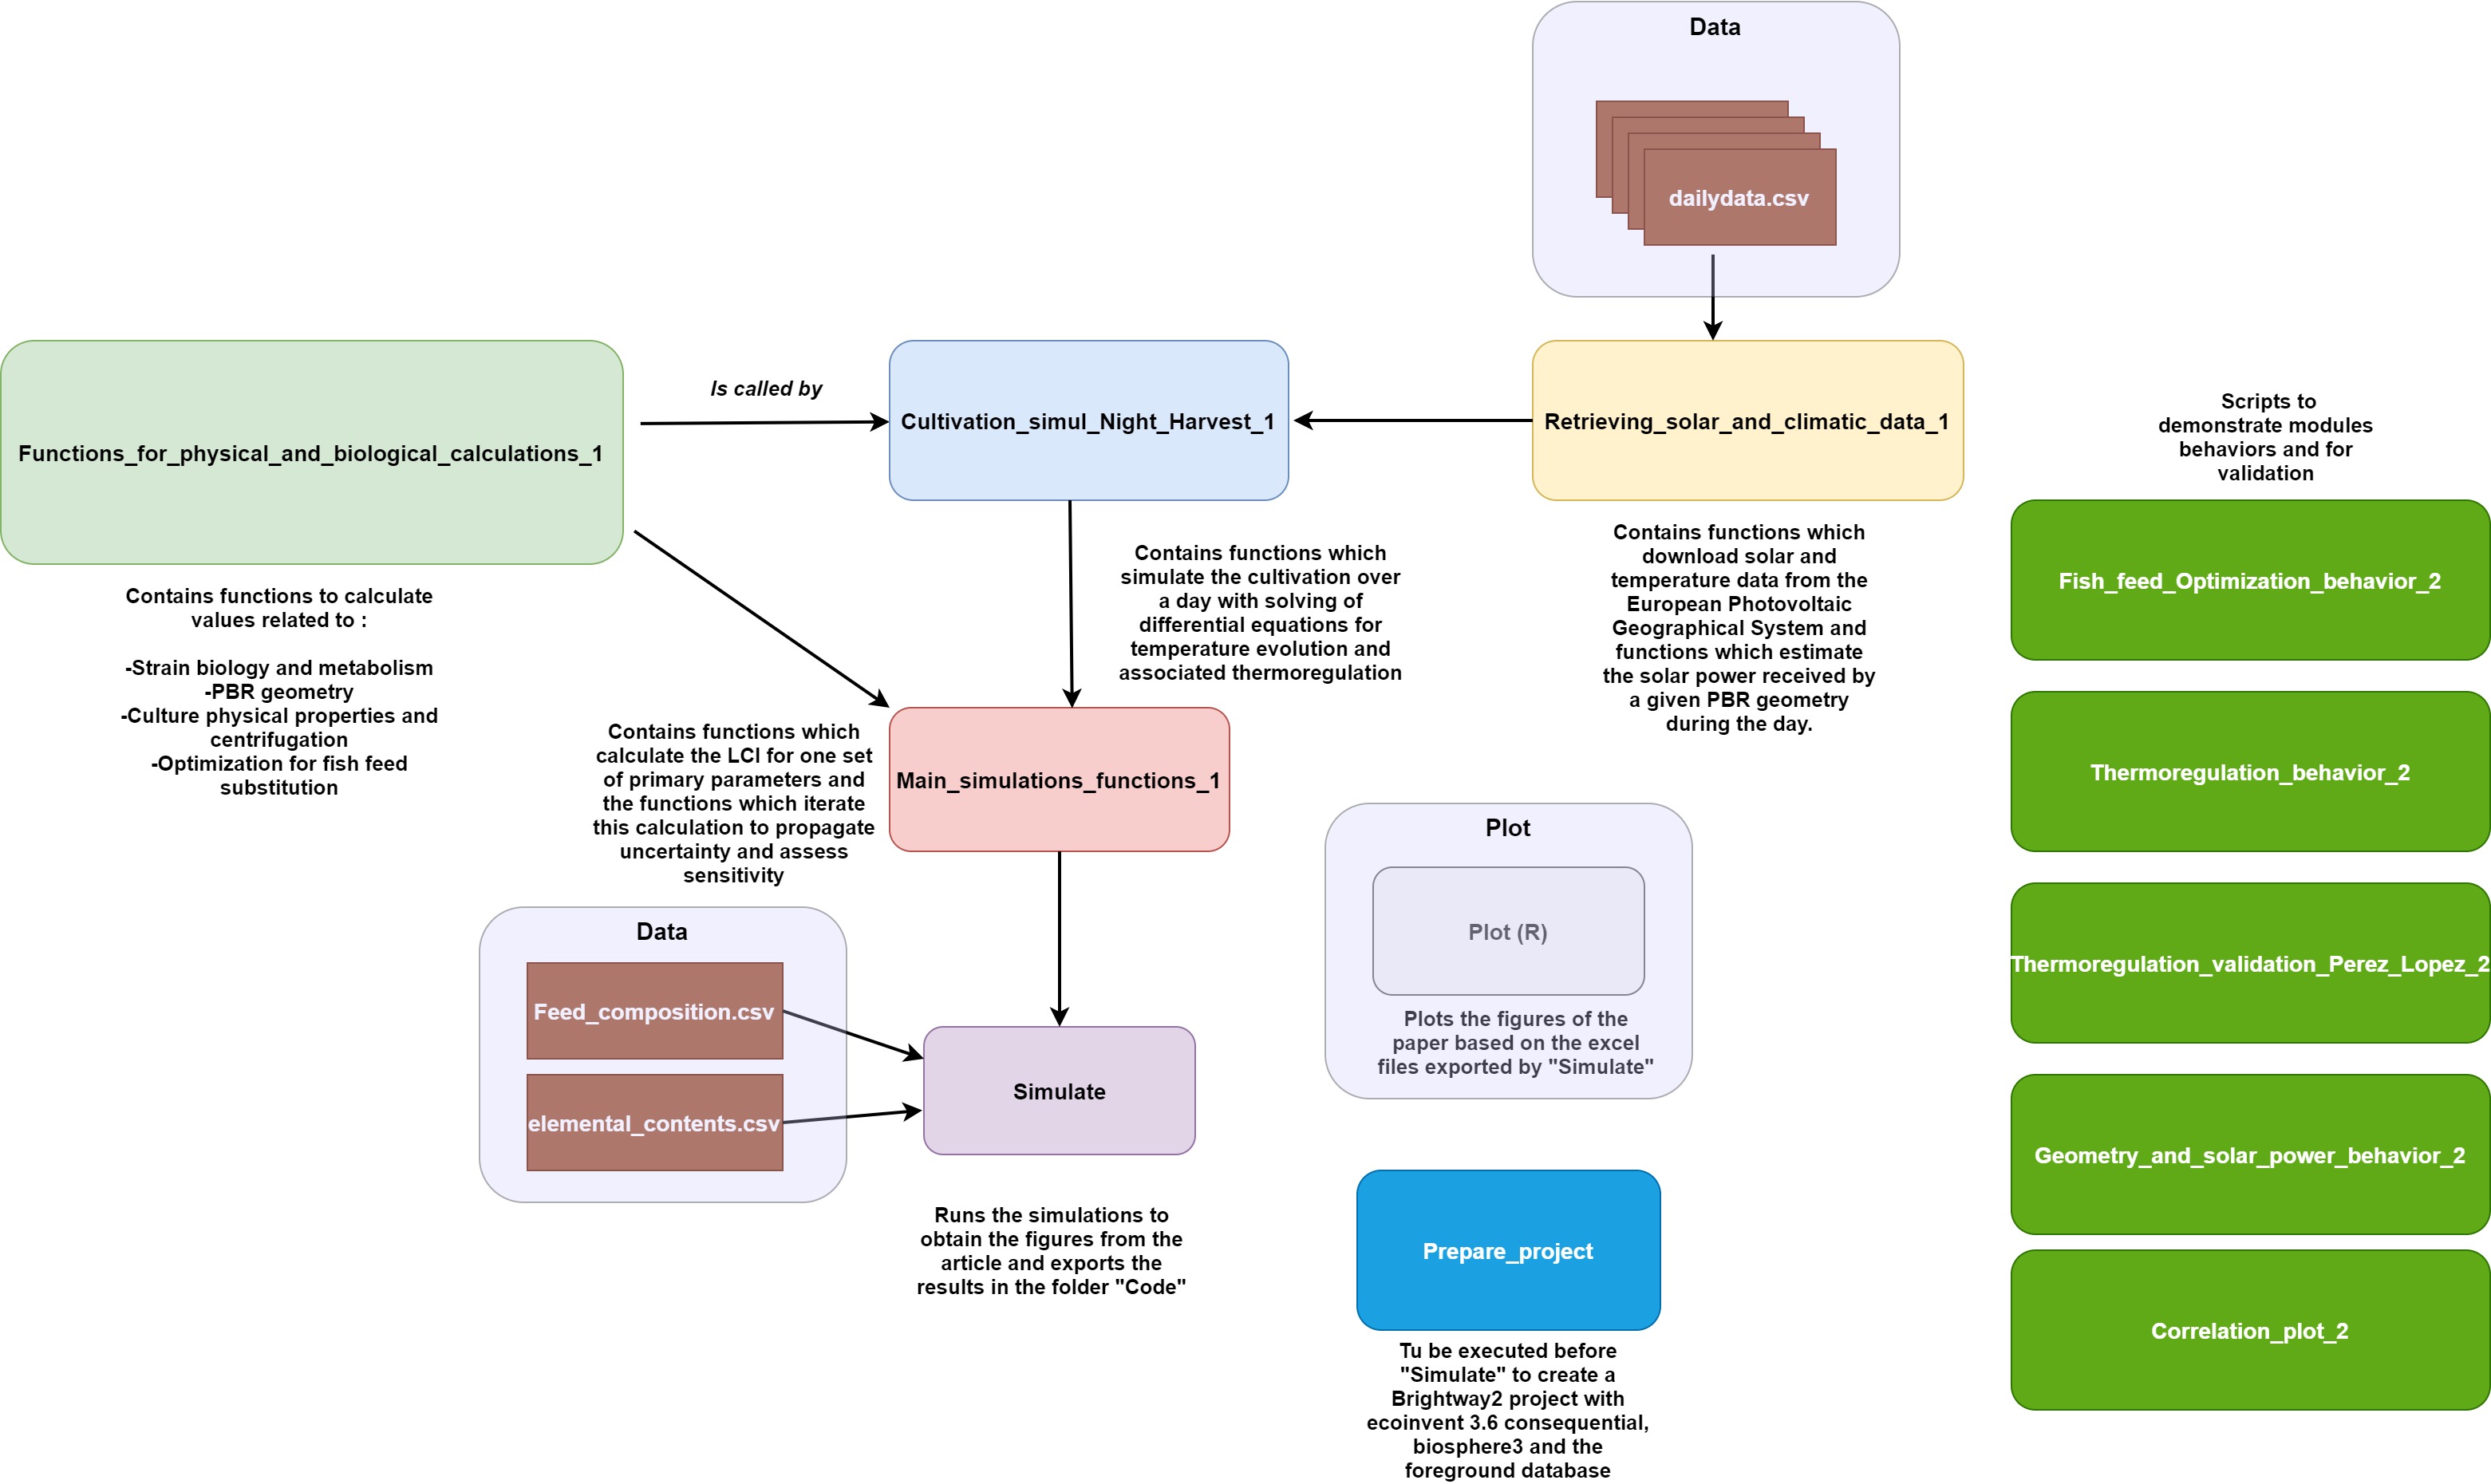 Data
dailydata.csv
Is called by
Functions_for_physical_and_biological_calculations_1
Cultivation_simul_Night_Harvest_1
Retrieving_solar_and_climatic_data_1
Contains functions to calculate
values related to :
-Strain biology and metabolism
-PBR geometry
-Culture physical properties and
centrifugation
-Optimization for fish feed
substitution
Contains functions which
simulate the cultivation over
a day with solving of
differential equations for
temperature evolution and
associated thermoregulation
Contains functions which
download solar and
temperature data from the
European Photovoltaic
Geographical System and
functions which estimate
the solar power received by
a given PBR geometry
during the day.
Contains functions which
calculate the LCI for one set
of primary parameters and
the functions which iterate
this calculation to propagate
uncertainty and assess
sensitivity
Main_simulations_functions_1
Data
Feed_composition.csv
elemental_contents.csv
Simulate
Runs the simulations to
obtain the figures from the
article and exports the
results in the folder "Code"
Plot
Plot (R)
Plots the figures of the
paper based on the excel
files exported by "Simulate"
Prepare_project
Tu be executed before
"Simulate" to create a
Brightway2 project with
ecoinvent 3.6 consequential,
biosphere3 and the
foreground database
Scripts to
demonstrate modules
behaviors and for
validation
Fish_feed_Optimization_behavior_2
Thermoregulation_behavior_2
Thermoregulation_validation_Perez_Lopez_2
Geometry_and_solar_power_behavior_2
Correlation_plot_2